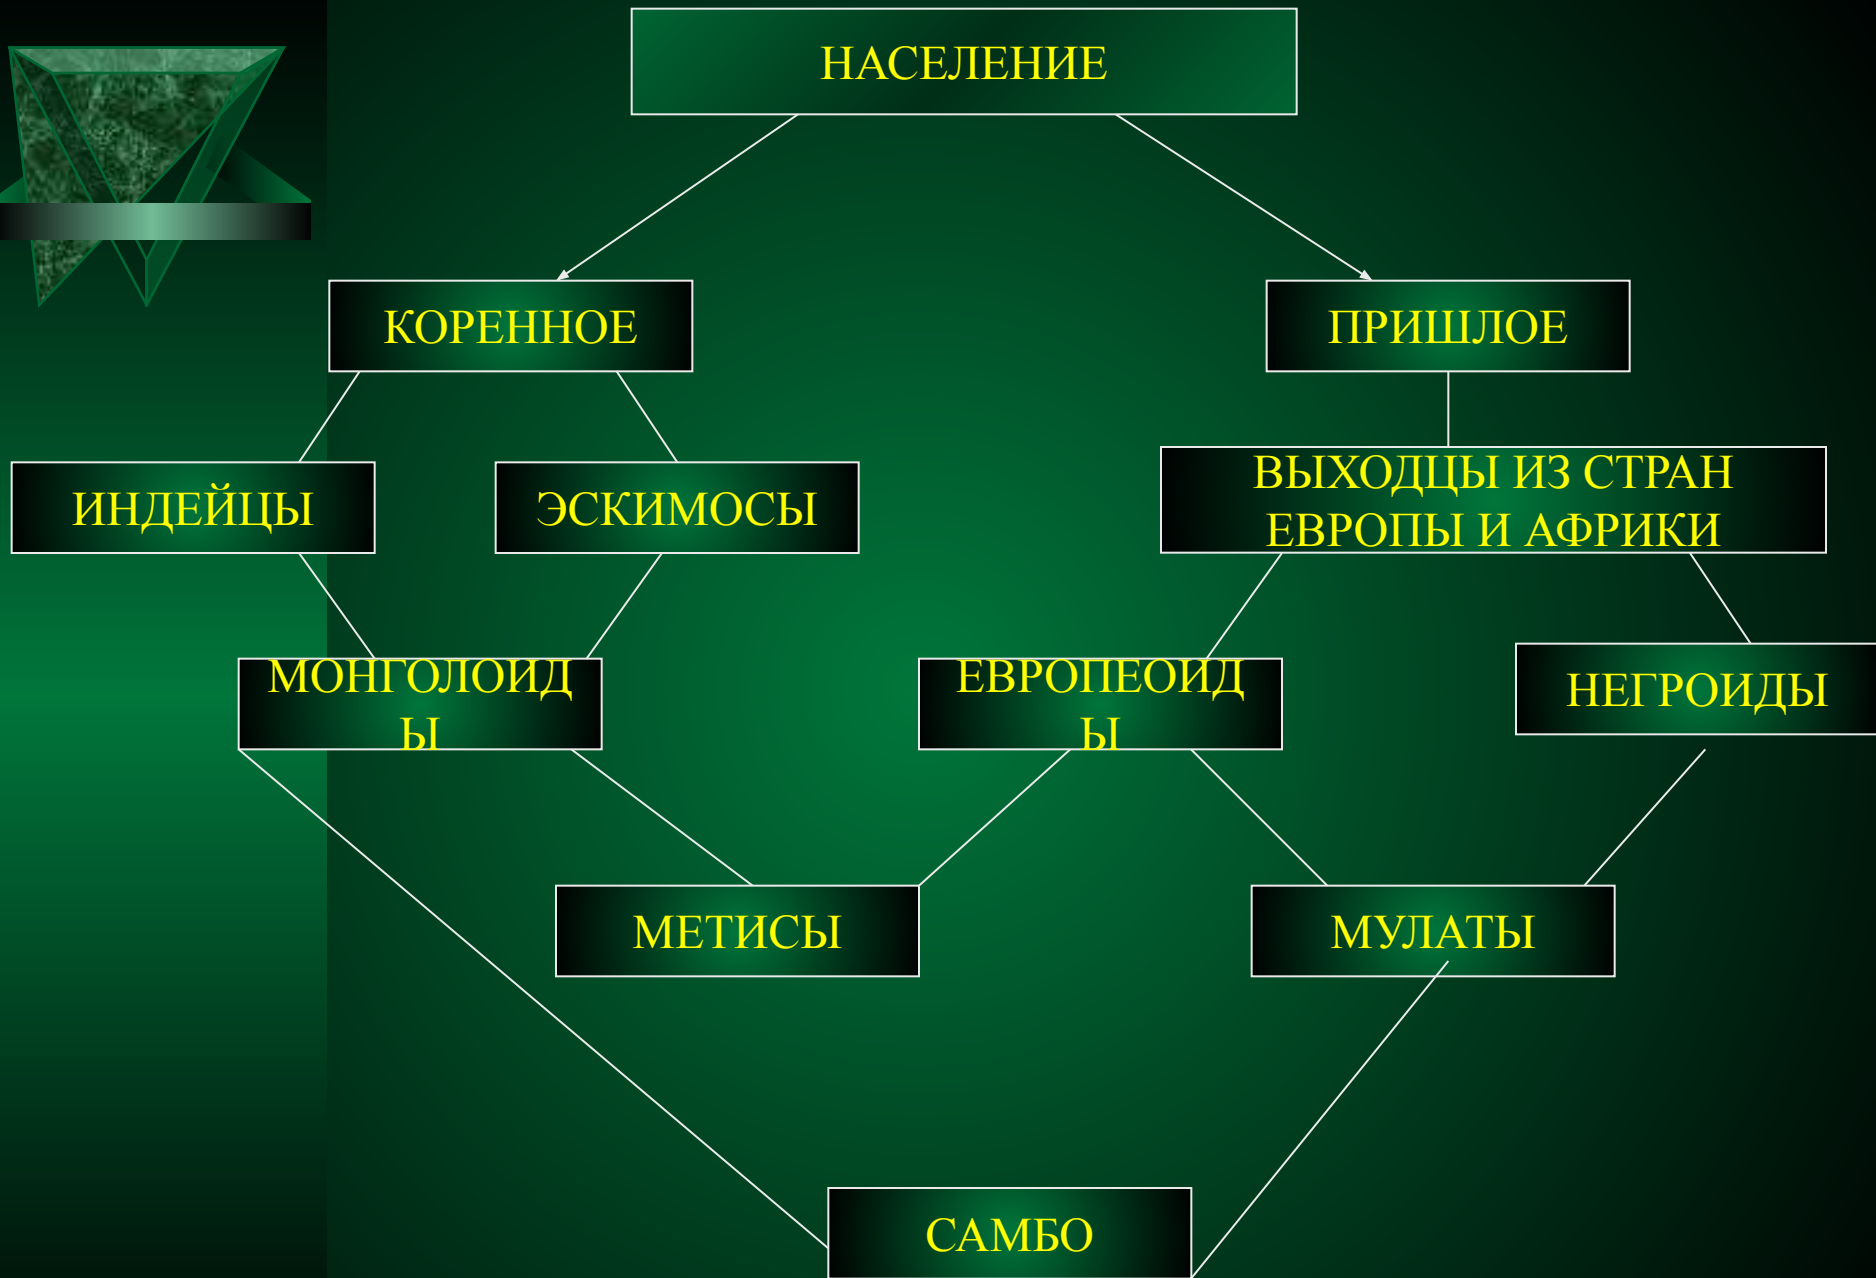 НАСЕЛЕНИЕ
КОРЕННОЕ
ПРИШЛОЕ
ИНДЕЙЦЫ
ЭСКИМОСЫ
ВЫХОДЦЫ ИЗ СТРАН
ЕВРОПЫ И АФРИКИ
МОНГОЛОИД
Ы
ЕВРОПЕОИД
Ы
НЕГРОИДЫ
МЕТИСЫ
МУЛАТЫ
САМБО